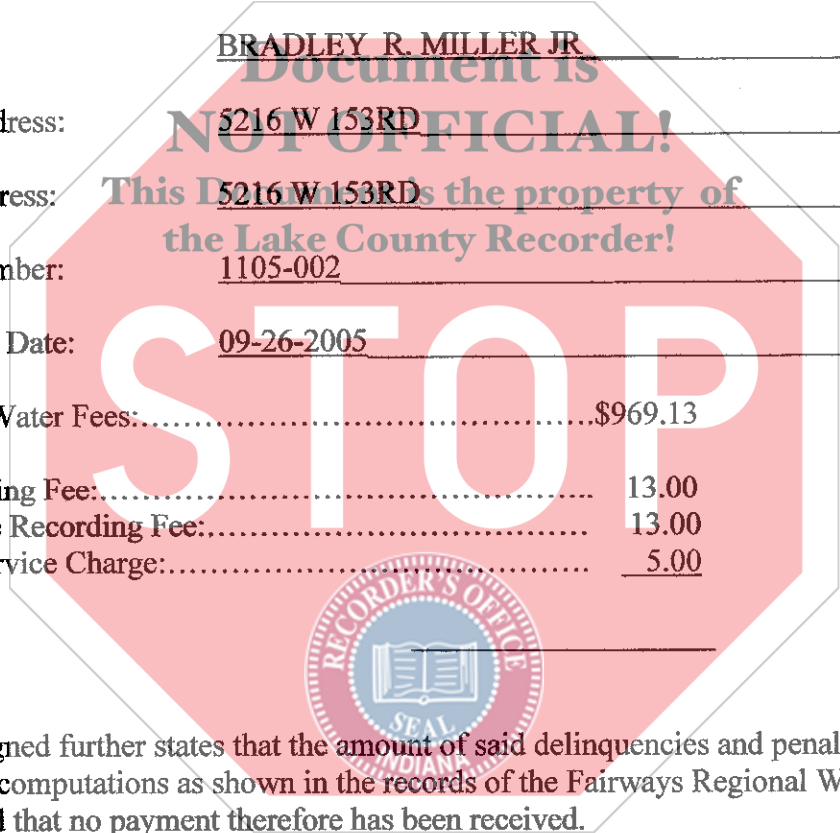 BRADLEY R. MILLER JR
Document is
dress: 5216 W 153RD
NOT OFFICIAL!
ress: 5216 W 153RD
This Document is the property of
the Lake County Recorder!
mber: 1105-002
Date: 09-26-2005
STOP
Water Fees:..................................................$969.13
ing Fee:...................................................... 13.00
e Recording Fee:.......................................... 13.00
rvice Charge:.............................................. 5.00
RECORDER'S OFFICE
SEAL
INDIANA
gned further states that the amount of said delinquencies and penal
computations as shown in the records of the Fairways Regional W
d that no payment therefore has been received.